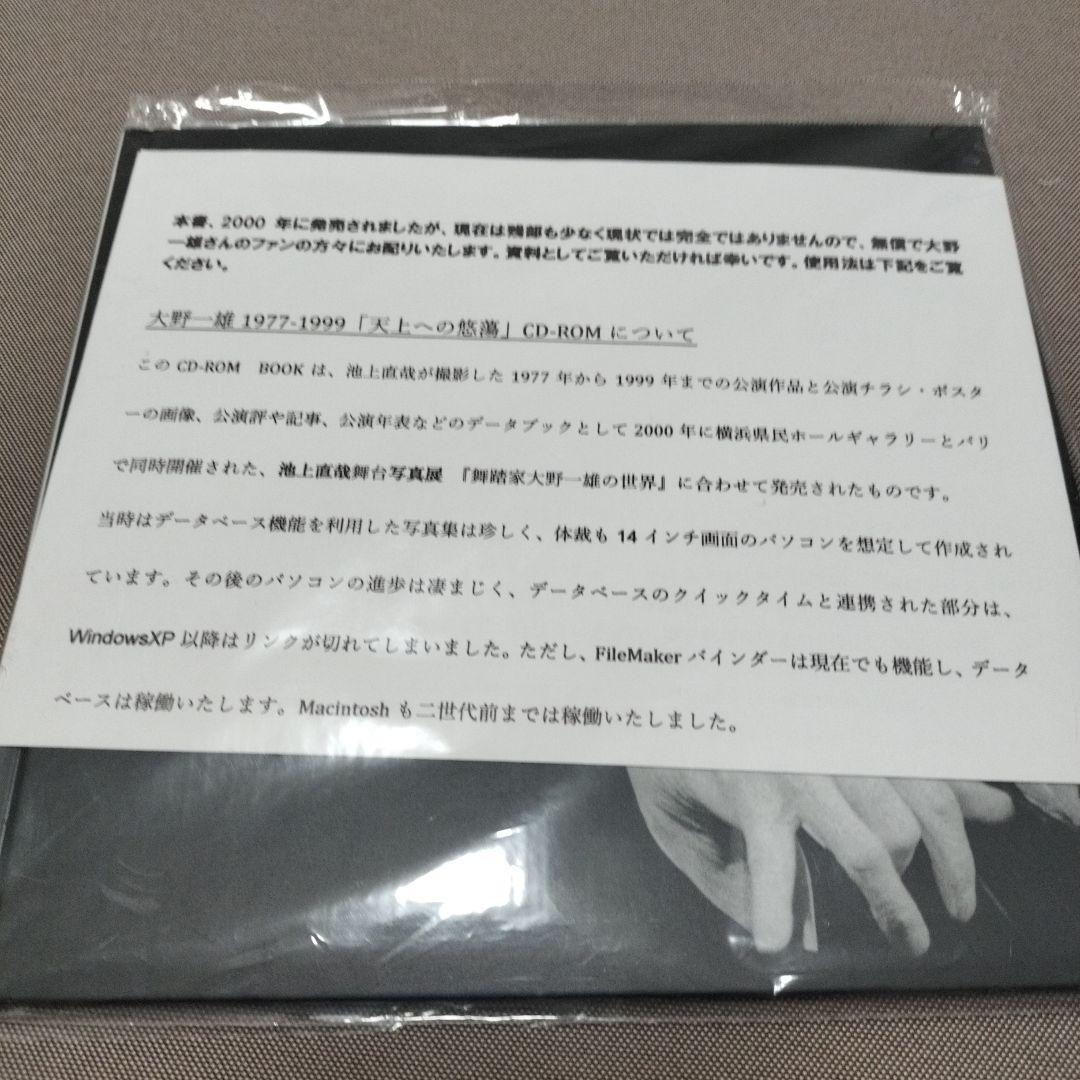 本書、2000 年に発売されましたが、現在は残部も少なく現状では完全ではありませんので、無償で大野
一雄さんのファンの方々にお配りいたします。資料としてご覧いただければ幸いです。使用法は下記をご覧
ください。
大野一雄 1977-1999「天上への悠蕩」CD-ROM について
この CD-ROM BOOK は、池上直哉が撮影した 1977 年から 1999 年までの公演作品と公演チラシ・ポスタ
ーの画像、公演評や記事、公演年表などのデータブックとして 2000 年に横浜県民ホールギャラリーとパリ
で同時開催された、池上直哉舞台写真展 『舞踏家大野一雄の世界』に合わせて発売されたものです。
当時はデータベース機能を利用した写真集は珍しく、体裁も 14 インチ画面のパソコンを想定して作成され
ています。その後のパソコンの進歩は凄まじく、データベースのクイックタイムと連携された部分は、
WindowsXP 以降はリンクが切れてしまいました。ただし、FileMaker バインダーは現在でも機能し、データ
ベースは稼働いたします。Macintosh も二世代前までは稼働いたしました。